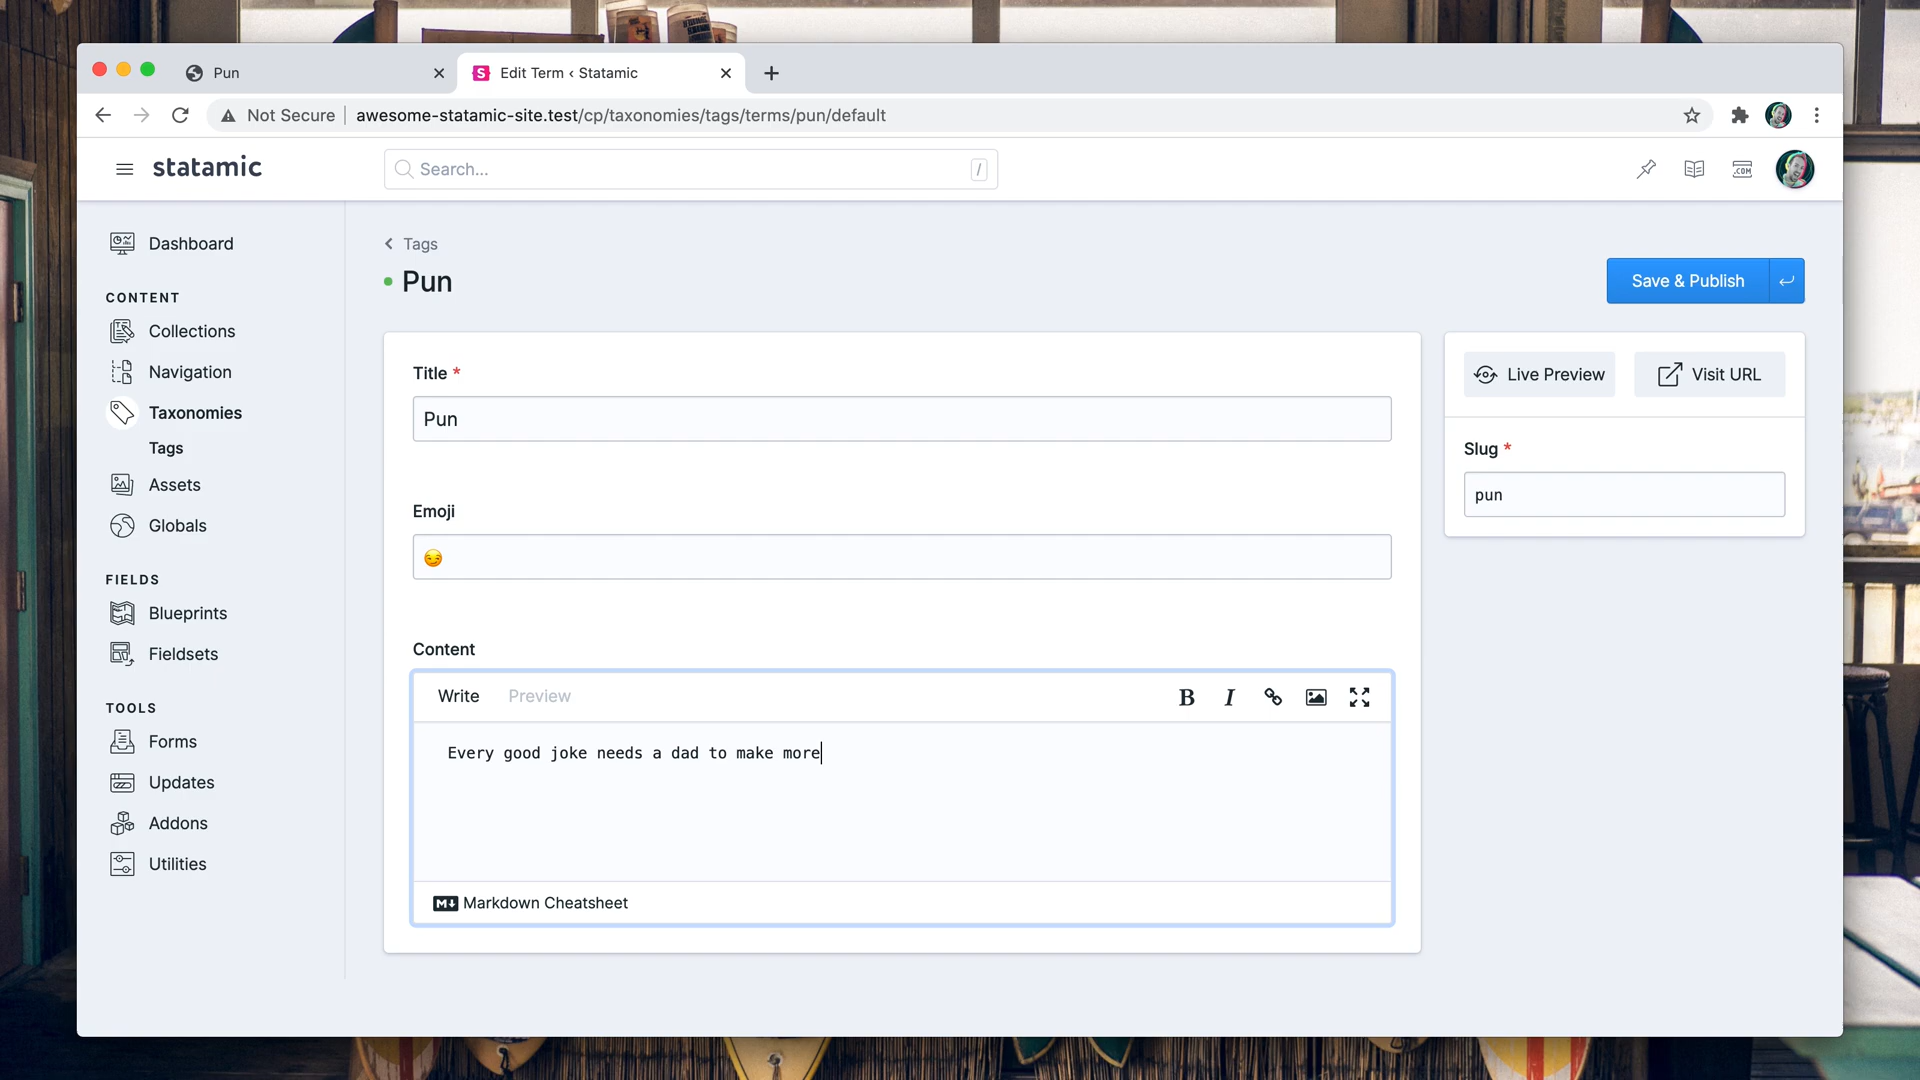 Pun
Edit Term ‹ Statamic
Not Secure
awesome-statamic-site.test/cp/taxonomies/tags/terms/pun/default
statamic
Search...
/
.COM
Dashboard
CONTENT
Collections
Navigation
Taxonomies
Tags
Assets
Globals
FIELDS
Blueprints
Fieldsets
TOOLS
Forms
Updates
Addons
Utilities
Tags
Pun
Save & Publish
Title *
Pun
Emoji
😏
Content
Write
Preview
B I
Every good joke needs a dad to make more
M↓ Markdown Cheatsheet
Live Preview
Visit URL
Slug *
pun